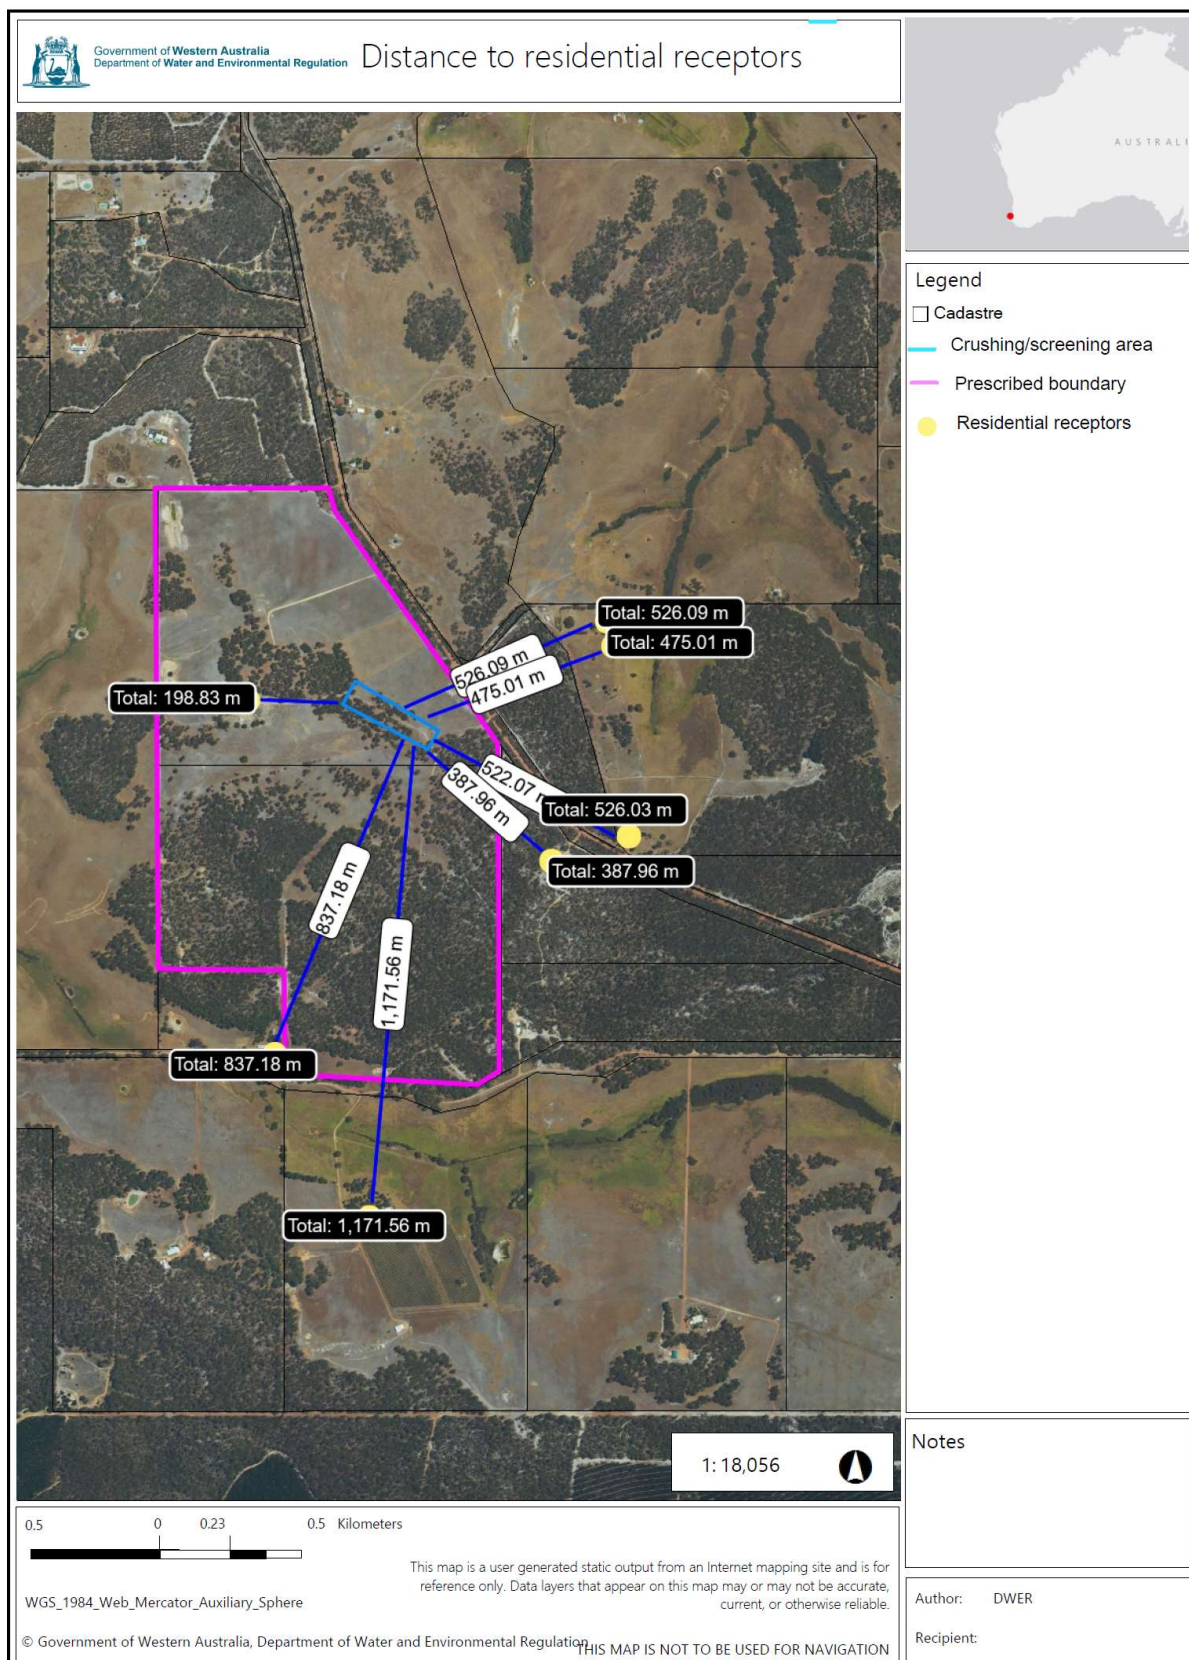 Government of Western Australia
Department of Water and Environmental Regulation
Distance to residential receptors
AUSTRALI
Legend
Cadastre
Crushing/screening area
Prescribed boundary
Residential receptors
Total: 526.09 m
Total: 475.01 m
526.09 m
475.01 m
Total: 198.83 m
522.07 m
387.96 m
Total: 526.03 m
Total: 387.96 m
837.18 m
1,171.56 m
Total: 837.18 m
Total: 1,171.56 m
1: 18,056
Notes
0.5 0 0.23 0.5 Kilometers
This map is a user generated static output from an Internet mapping site and is for
reference only. Data layers that appear on this map may or may not be accurate,
current, or otherwise reliable.
WGS_1984_Web_Mercator_Auxiliary_Sphere
© Government of Western Australia, Department of Water and Environmental Regulation
THIS MAP IS NOT TO BE USED FOR NAVIGATION
Author: DWER
Recipient: